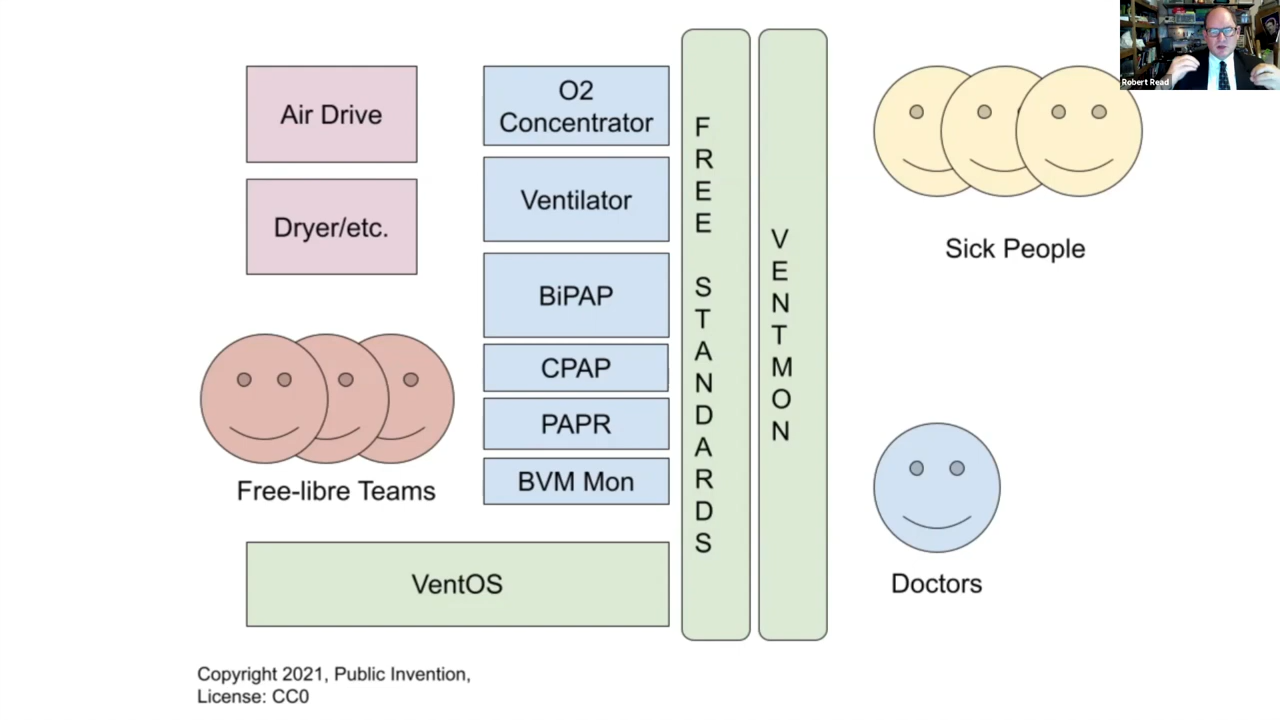 Air Drive
Dryer/etc.
Free-libre Teams
O2
Concentrator
Ventilator
BiPAP
CPAP
PAPR
BVM Mon
VentOS
FREE STANDARDS
VENTMON
Sick People
Doctors
Robert Read
Copyright 2021, Public Invention,
License: CC0